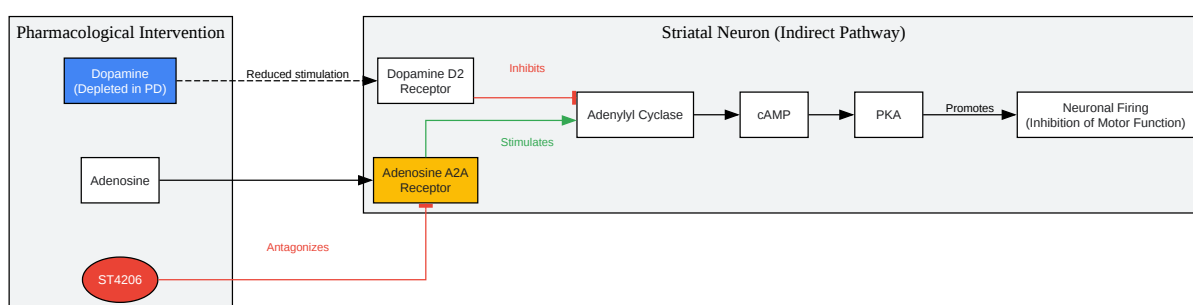 Pharmacological Intervention
Striatal Neuron (Indirect Pathway)
Dopamine
(Depleted in PD)
Reduced stimulation
Dopamine D2
Receptor
Inhibits
Adenylyl Cyclase
cAMP
PKA
Promotes
Neuronal Firing
(Inhibition of Motor Function)
Stimulates
Adenosine
Adenosine A2A
Receptor
Antagonizes
ST4206